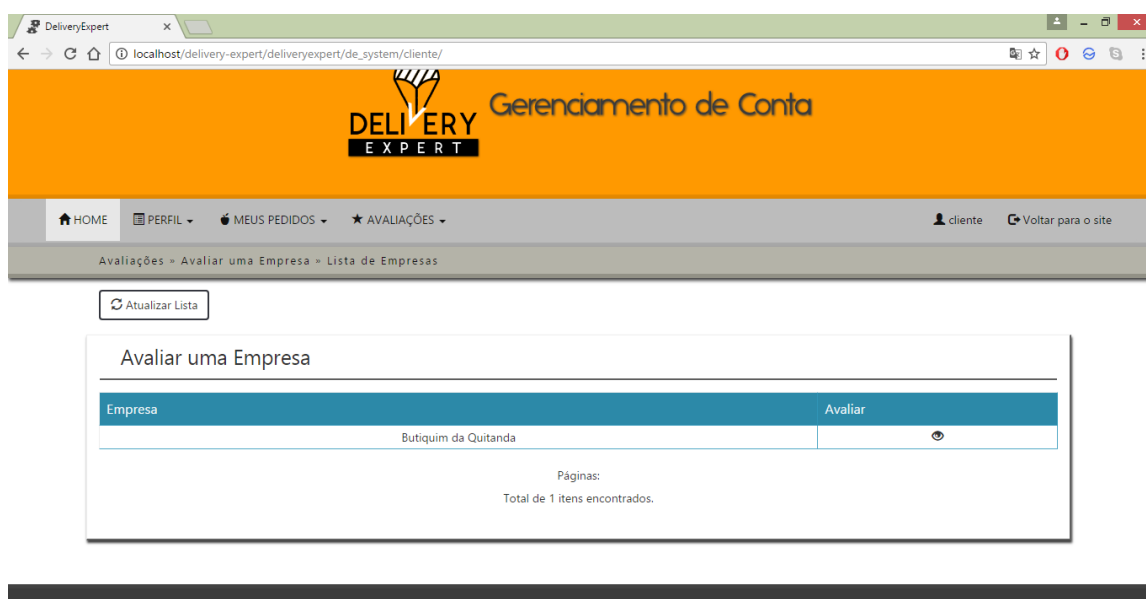 DeliveryExpert
localhost/delivery-expert/deliveryexpert/de_system/cliente/
DELIVERY
EXPERT
Gerenciamento de Conta
HOME PERFIL MEUS PEDIDOS AVALIAÇÕES cliente Voltar para o site
Avaliações » Avaliar uma Empresa » Lista de Empresas
Atualizar Lista
Avaliar uma Empresa
Empresa Avaliar
Butiquim da Quitanda
Páginas:
Total de 1 itens encontrados.